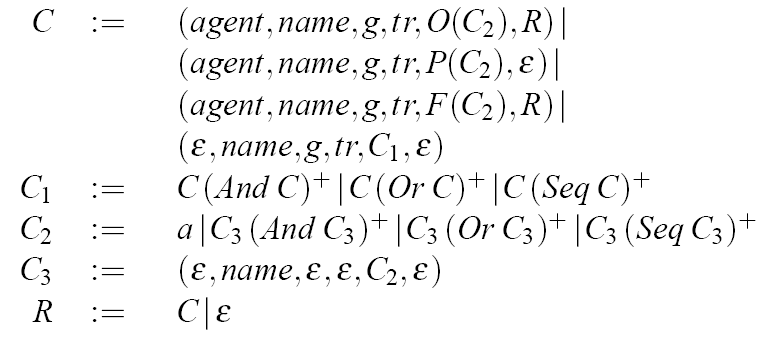 C := (agent, name, g, tr, O(C₂), R) |
(agent, name, g, tr, P(C₂), ε) |
(agent, name, g, tr, F(C₂), R) |
(ε, name, g, tr, C₁, ε)
C₁ := C (And C)⁺ | C (Or C)⁺ | C (Seq C)⁺
C₂ := a | C₃ (And C₃)⁺ | C₃ (Or C₃)⁺ | C₃ (Seq C₃)⁺
C₃ := (ε, name, ε, ε, C₂, ε)
R := C | ε